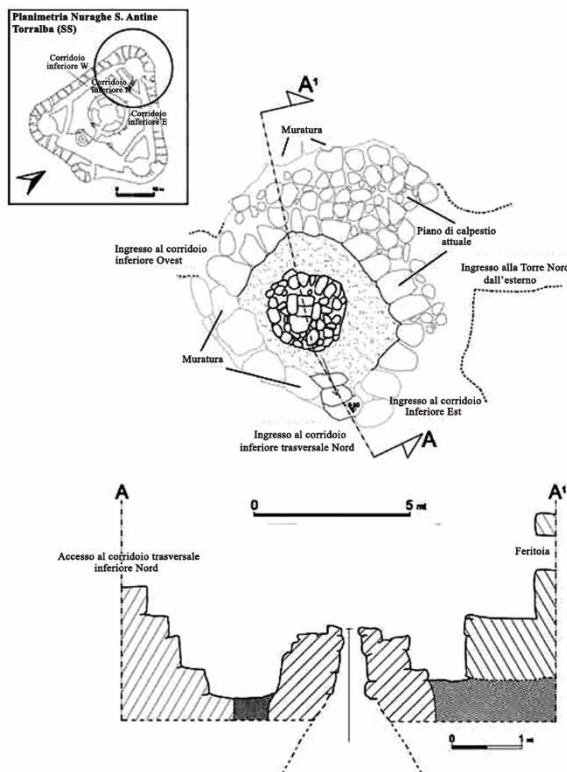 Planimetria Nuraghe S. Antine
Torralba (SS)
Corridoio
inferiore W
Corridoio
inferiore N
Corridoio
inferiore E
A¹
Muratura
Piano di calpestio
attuale
Ingresso al corridoio
inferiore Ovest
Ingresso alla Torre Nord
dall'esterno
Muratura
Ingresso al corridoio
Inferiore Est
Ingresso al corridoio
inferiore trasversale Nord
A
A
0 5 mt
A¹
Accesso al corridoio trasversale
inferiore Nord
Feritoia
0 1
mt